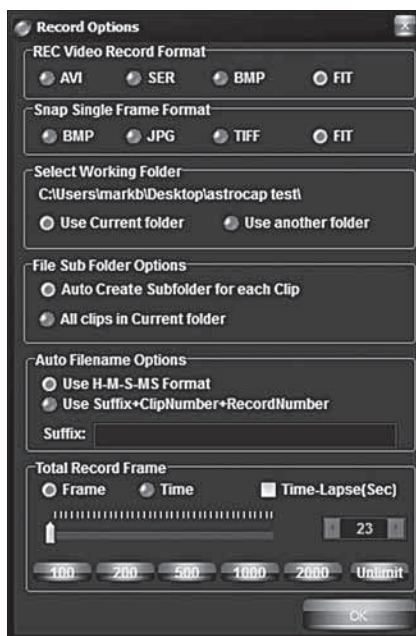 Record Options
x
REC Video Record Format
AVI SER BMP FIT
Snap Single Frame Format
BMP JPG TIFF FIT
Select Working Folder
C:\Users\markb\Desktop\astrocap test\
Use Current folder Use another folder
File Sub Folder Options
Auto Create Subfolder for each Clip
All clips in Current folder
Auto Filename Options
Use H-M-S-MS Format
Use Suffix+ClipNumber+RecordNumber
Suffix:
Total Record Frame
Frame Time Time-Lapse(Sec)
23
100 200 500 1000 2000 Unlimit
OK